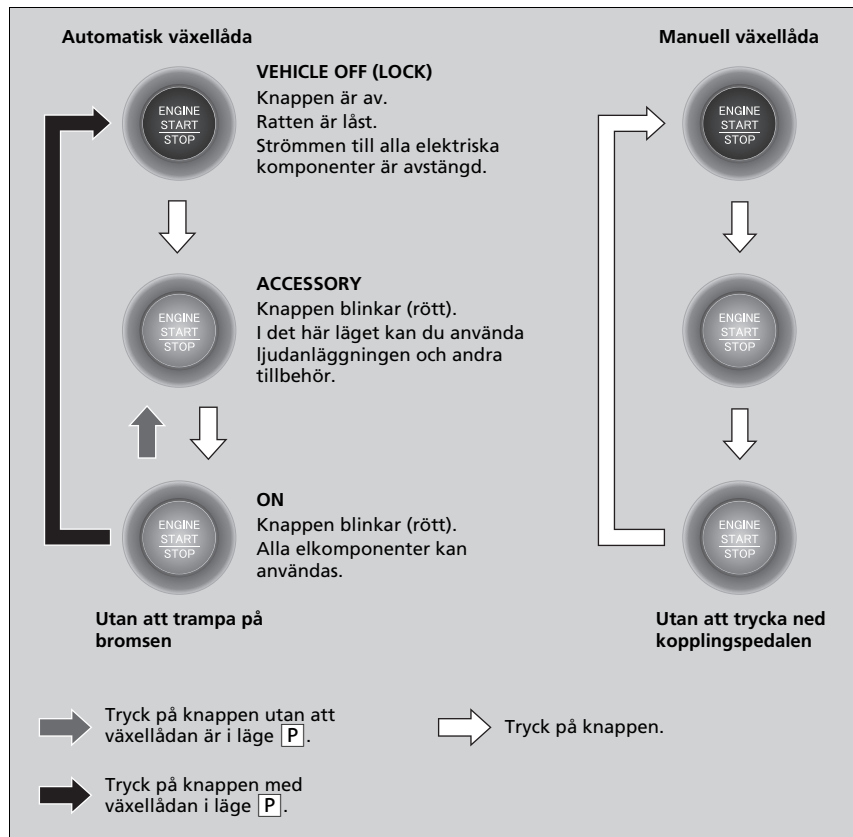 Automatisk växellåda
Manuell växellåda
ENGINE
START
STOP
VEHICLE OFF (LOCK)
Knappen är av.
Ratten är låst.
Strömmen till alla elektriska
komponenter är avstängd.
ENGINE
START
STOP
ENGINE
START
STOP
ACCESSORY
Knappen blinkar (rött).
I det här läget kan du använda
ljudanläggningen och andra
tillbehör.
ENGINE
START
STOP
ENGINE
START
STOP
ON
Knappen blinkar (rött).
Alla elkomponenter kan
användas.
ENGINE
START
STOP
Utan att trampa på
bromsen
Utan att trycka ned
kopplingspedalen
Tryck på knappen utan att
växellådan är i läge P.
Tryck på knappen.
Tryck på knappen med
växellådan i läge P.